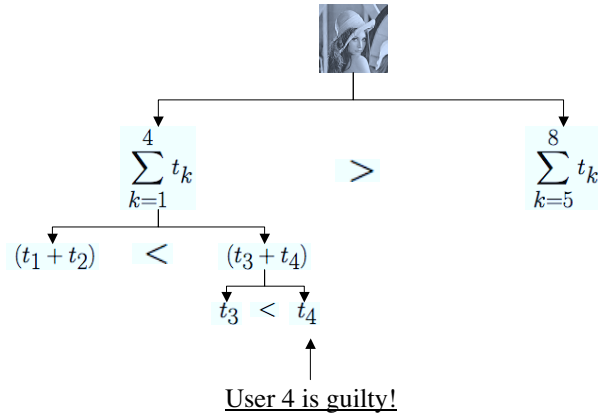 ∑_{k=1}^{4} t_k > ∑_{k=5}^{8} t_k
(t_1 + t_2) < (t_3 + t_4)
t_3 < t_4
User 4 is guilty!